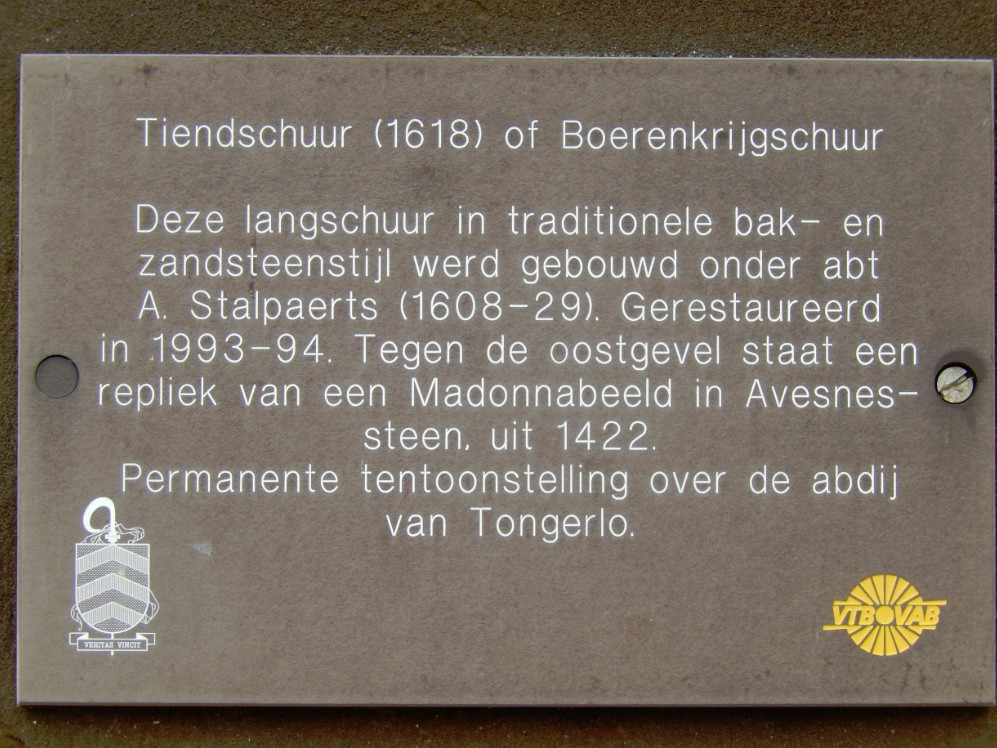 Tiendschuur (1618) of Boerenkrijgschuur
Deze langschuur in traditionele bak- en
zandsteenstijl werd gebouwd onder abt
A. Stalpaerts (1608-29). Gerestaureerd
in 1993-94. Tegen de oostgevel staat een
repliek van een Madonnabeeld in Avesnes-
steen, uit 1422.
Permanente tentoonstelling over de abdij
van Tongerlo.
VERITAS VINCIT
VTB VAB